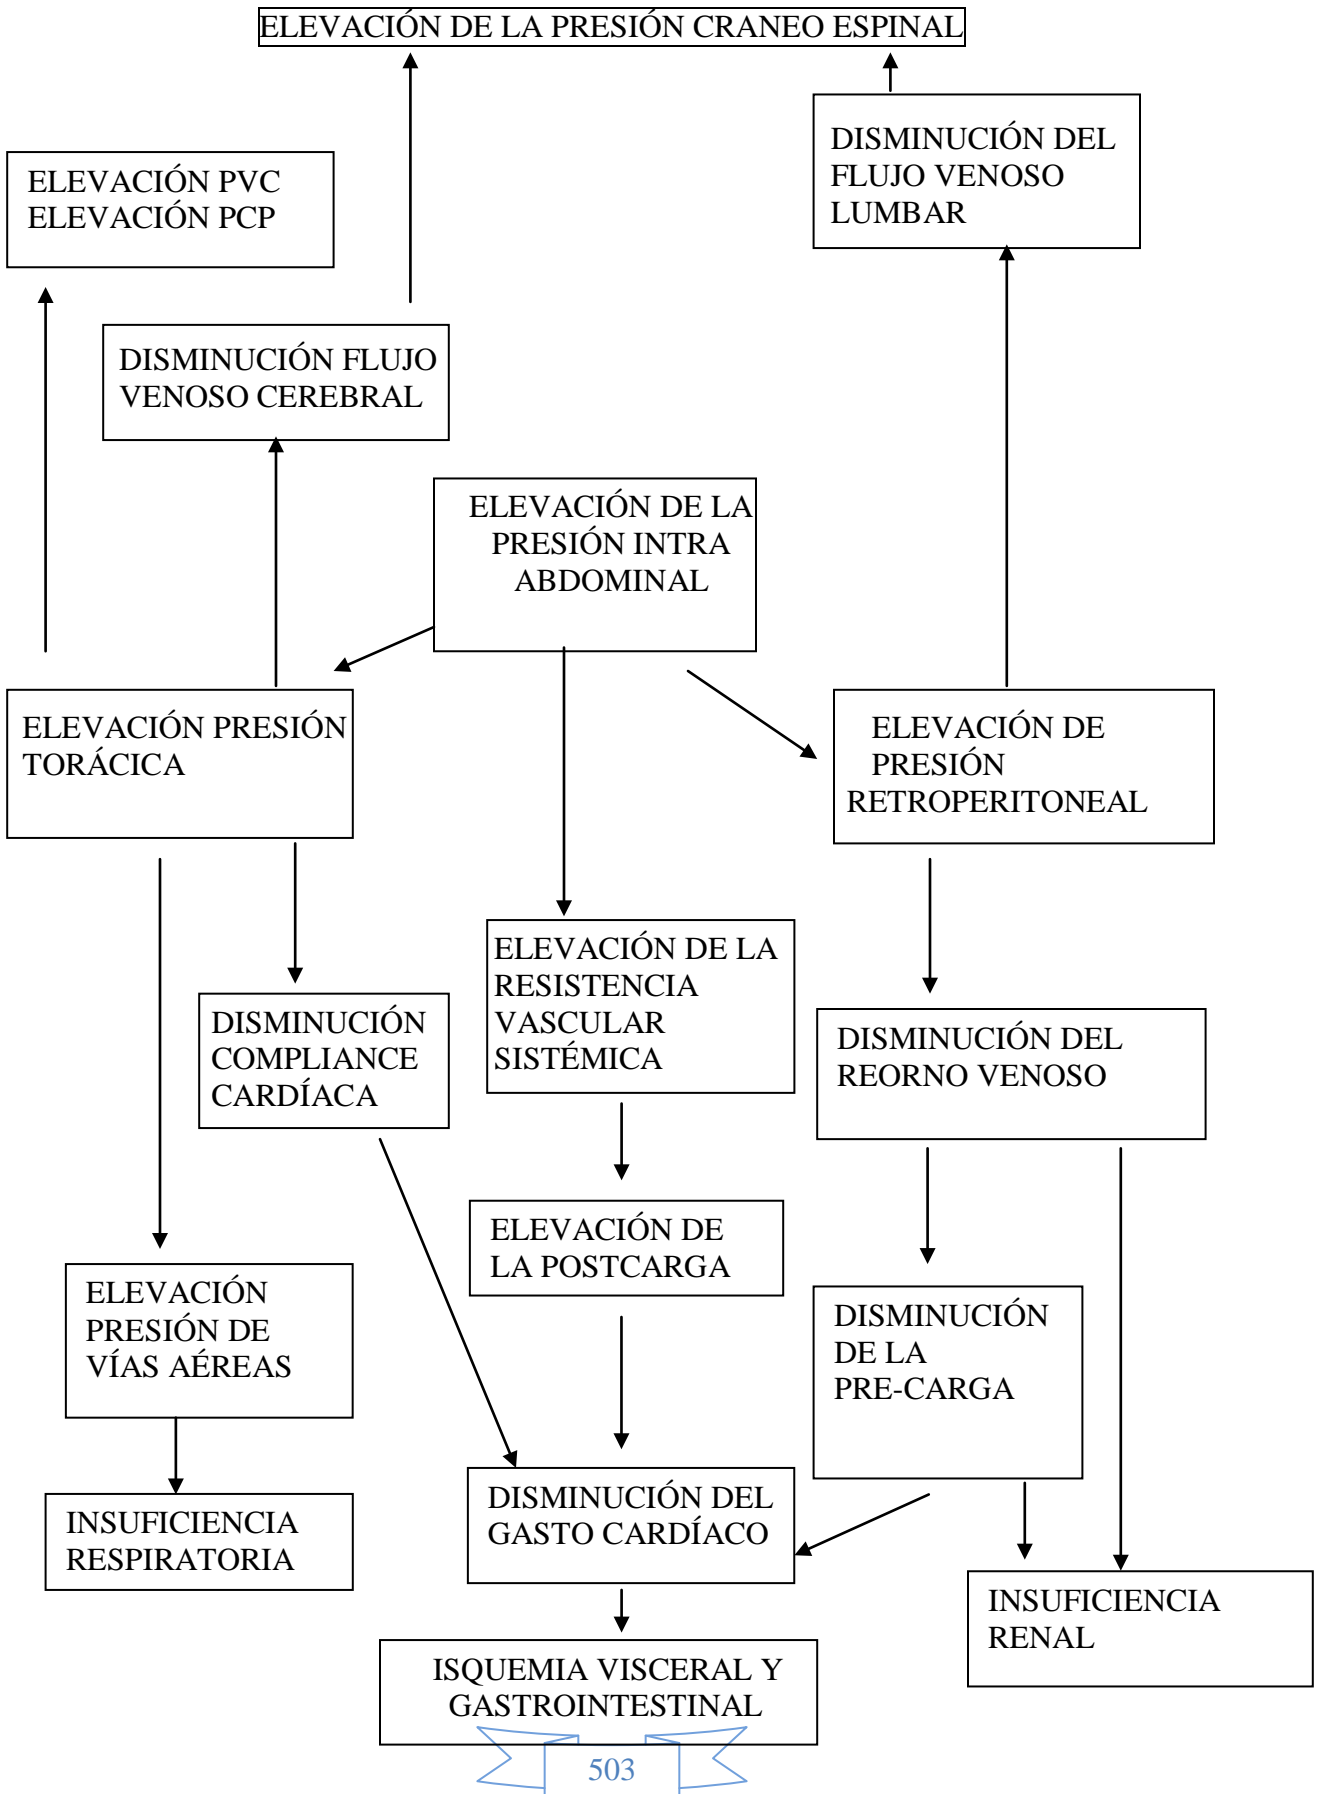 ELEVACIÓN DE LA PRESIÓN CRANEO ESPINAL
DISMINUCIÓN DEL
FLUJO VENOSO
LUMBAR
ELEVACIÓN PVC
ELEVACIÓN PCP
DISMINUCIÓN FLUJO
VENOSO CEREBRAL
ELEVACIÓN DE LA
PRESIÓN INTRA
ABDOMINAL
ELEVACIÓN PRESIÓN
TORÁCICA
ELEVACIÓN DE
PRESIÓN
RETROPERITONEAL
ELEVACIÓN DE LA
RESISTENCIA
VASCULAR
SISTÉMICA
DISMINUCIÓN
COMPLIANCE
CARDÍACA
DISMINUCIÓN DEL
REORNO VENOSO
ELEVACIÓN DE
LA POSTCARGA
ELEVACIÓN
PRESIÓN DE
VÍAS AÉREAS
DISMINUCIÓN
DE LA
PRE-CARGA
DISMINUCIÓN DEL
GASTO CARDÍACO
INSUFICIENCIA
RESPIRATORIA
INSUFICIENCIA
RENAL
ISQUEMIA VISCERAL Y
GASTROINTESTINAL
503